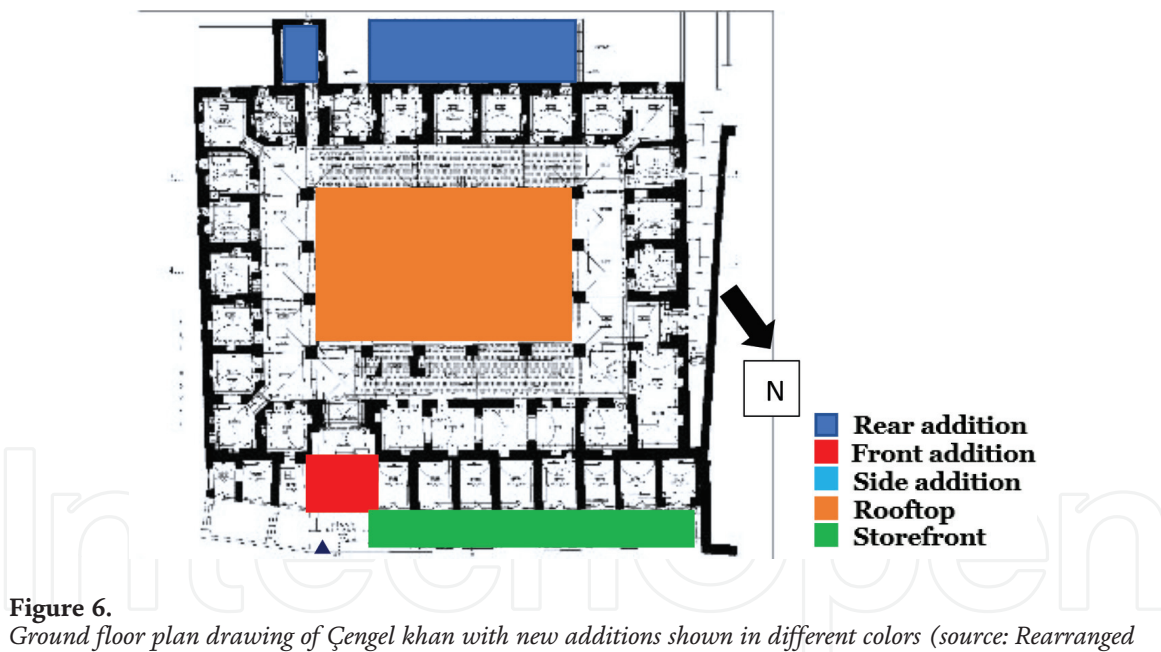 N
Rear addition
Front addition
Side addition
Rooftop
Storefront
IntechOpen
Figure 6.
Ground floor plan drawing of Çengel khan with new additions shown in different colors (source: Rearranged